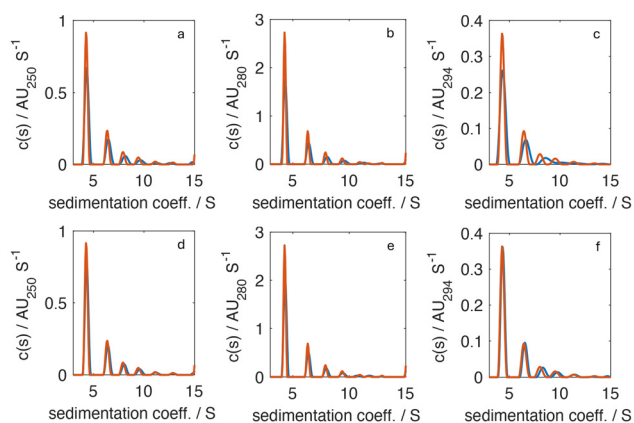 1
0.5
0
c(s) / AU250 S-1
a
5 10 15
sedimentation coeff. / S
3
2
1
0
c(s) / AU280 S-1
b
5 10 15
sedimentation coeff. / S
0.4
0.3
0.2
0.1
0
c(s) / AU294 S-1
c
5 10 15
sedimentation coeff. / S
1
0.5
0
c(s) / AU250 S-1
d
5 10 15
sedimentation coeff. / S
3
2
1
0
c(s) / AU280 S-1
e
5 10 15
sedimentation coeff. / S
0.4
0.3
0.2
0.1
0
c(s) / AU294 S-1
f
5 10 15
sedimentation coeff. / S